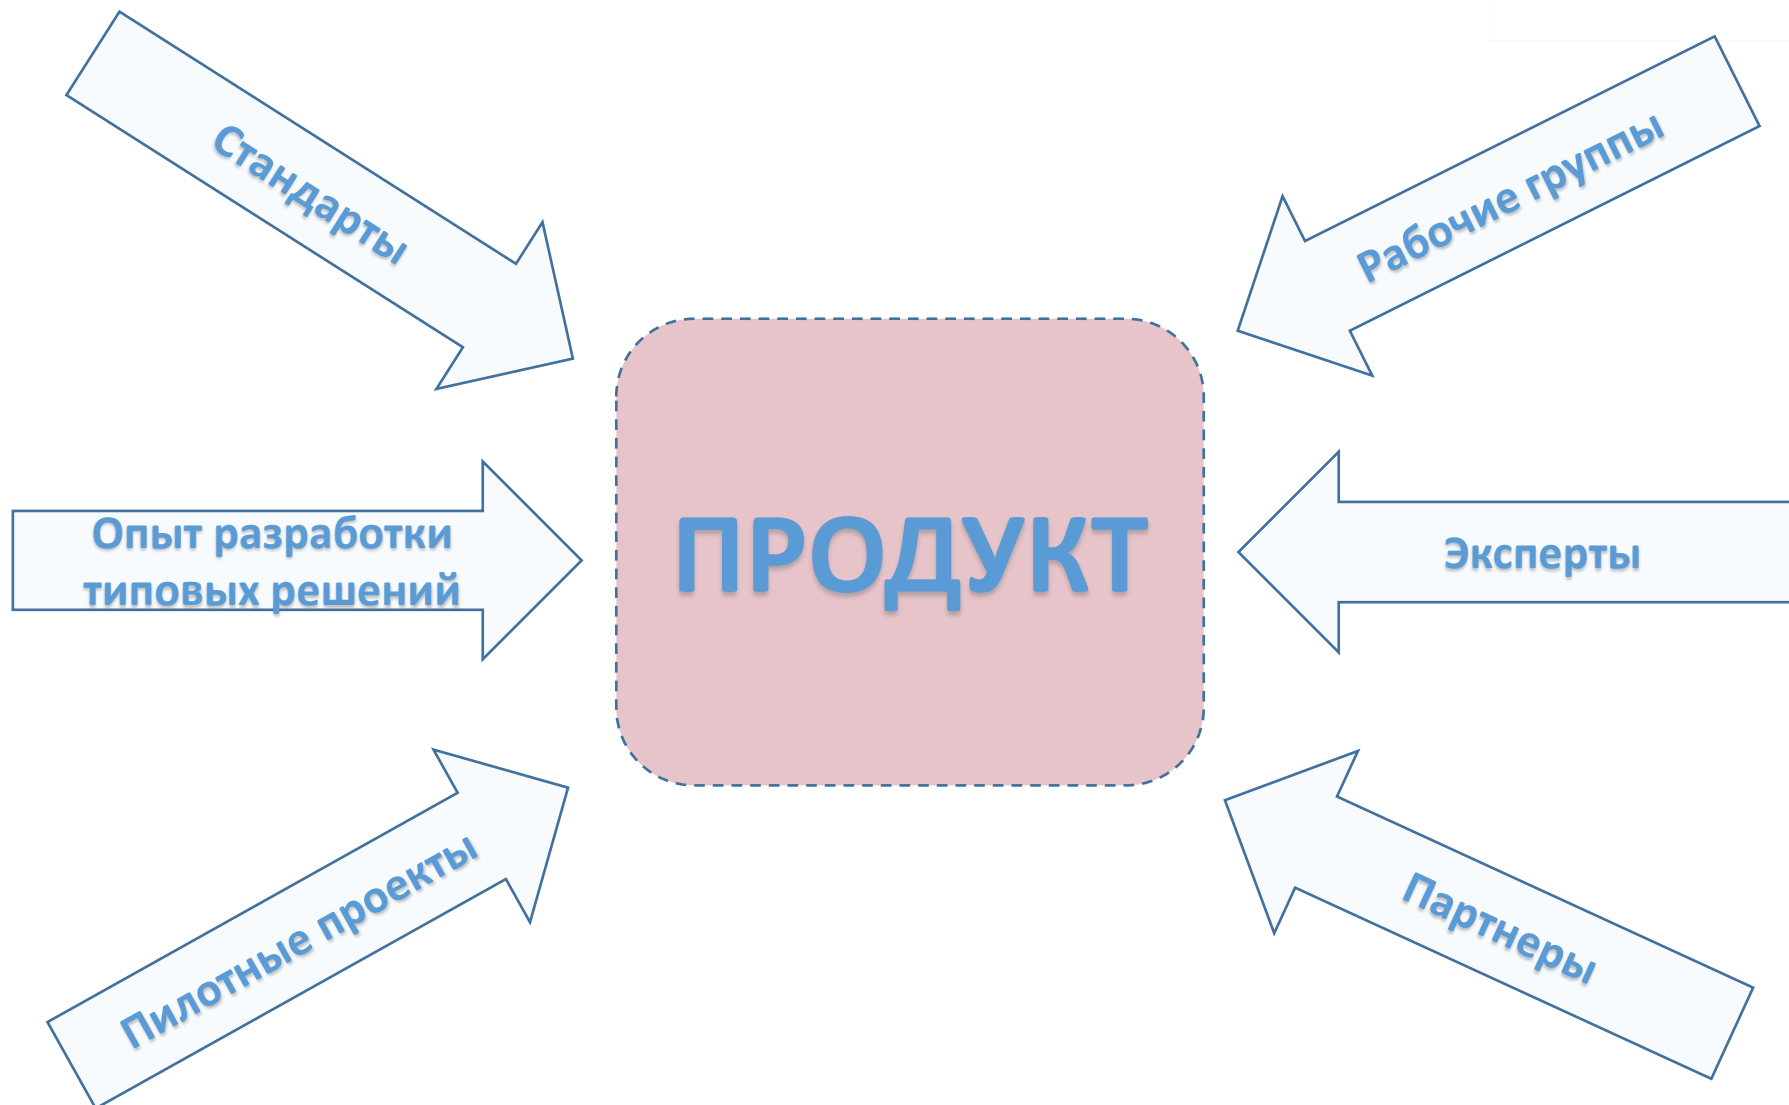 Стандарты
Рабочие группы
Опыт разработки
типовых решений
ПРОДУКТ
Эксперты
Пилотные проекты
Партнеры